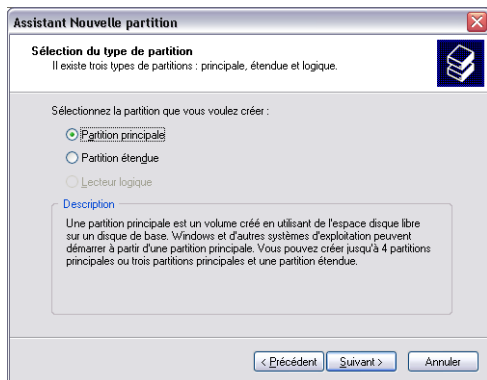 Assistant Nouvelle partition
Sélection du type de partition
Il existe trois types de partitions : principale, étendue et logique.
Sélectionnez la partition que vous voulez créer :
Partition principale
Partition étendue
Lecteur logique
Description
Une partition principale est un volume créé en utilisant de l'espace disque libre
sur un disque de base. Windows et d'autres systèmes d'exploitation peuvent
démarrer à partir d'une partition principale. Vous pouvez créer jusqu'à 4 partitions
principales ou trois partitions principales et une partition étendue.
< Précédent Suivant > Annuler